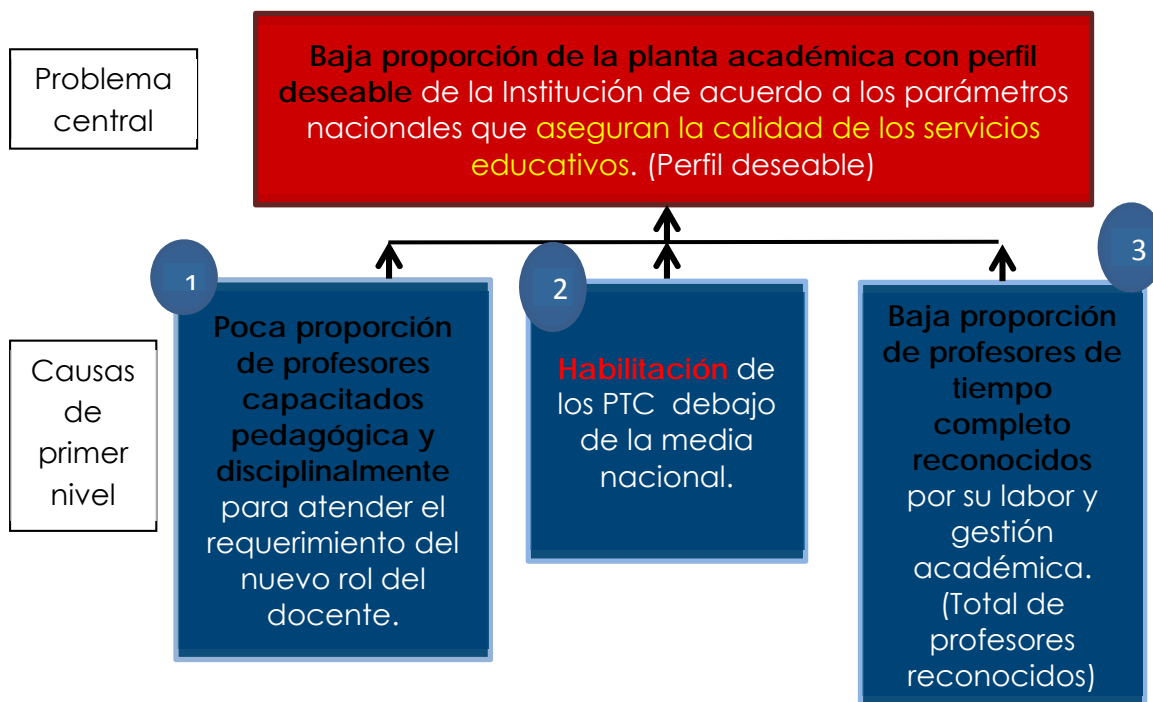 Problema
central
Baja proporción de la planta académica con perfil
deseable de la Institución de acuerdo a los parámetros
nacionales que aseguran la calidad de los servicios
educativos. (Perfil deseable)
Causas
de
primer
nivel
1
Poca proporción
de profesores
capacitados
pedagógica y
disciplinalmente
para atender el
requerimiento del
nuevo rol del
docente.
2
Habilitación de
los PTC debajo
de la media
nacional.
3
Baja proporción
de profesores de
tiempo
completo
reconocidos
por su labor y
gestión
académica.
(Total de
profesores
reconocidos)